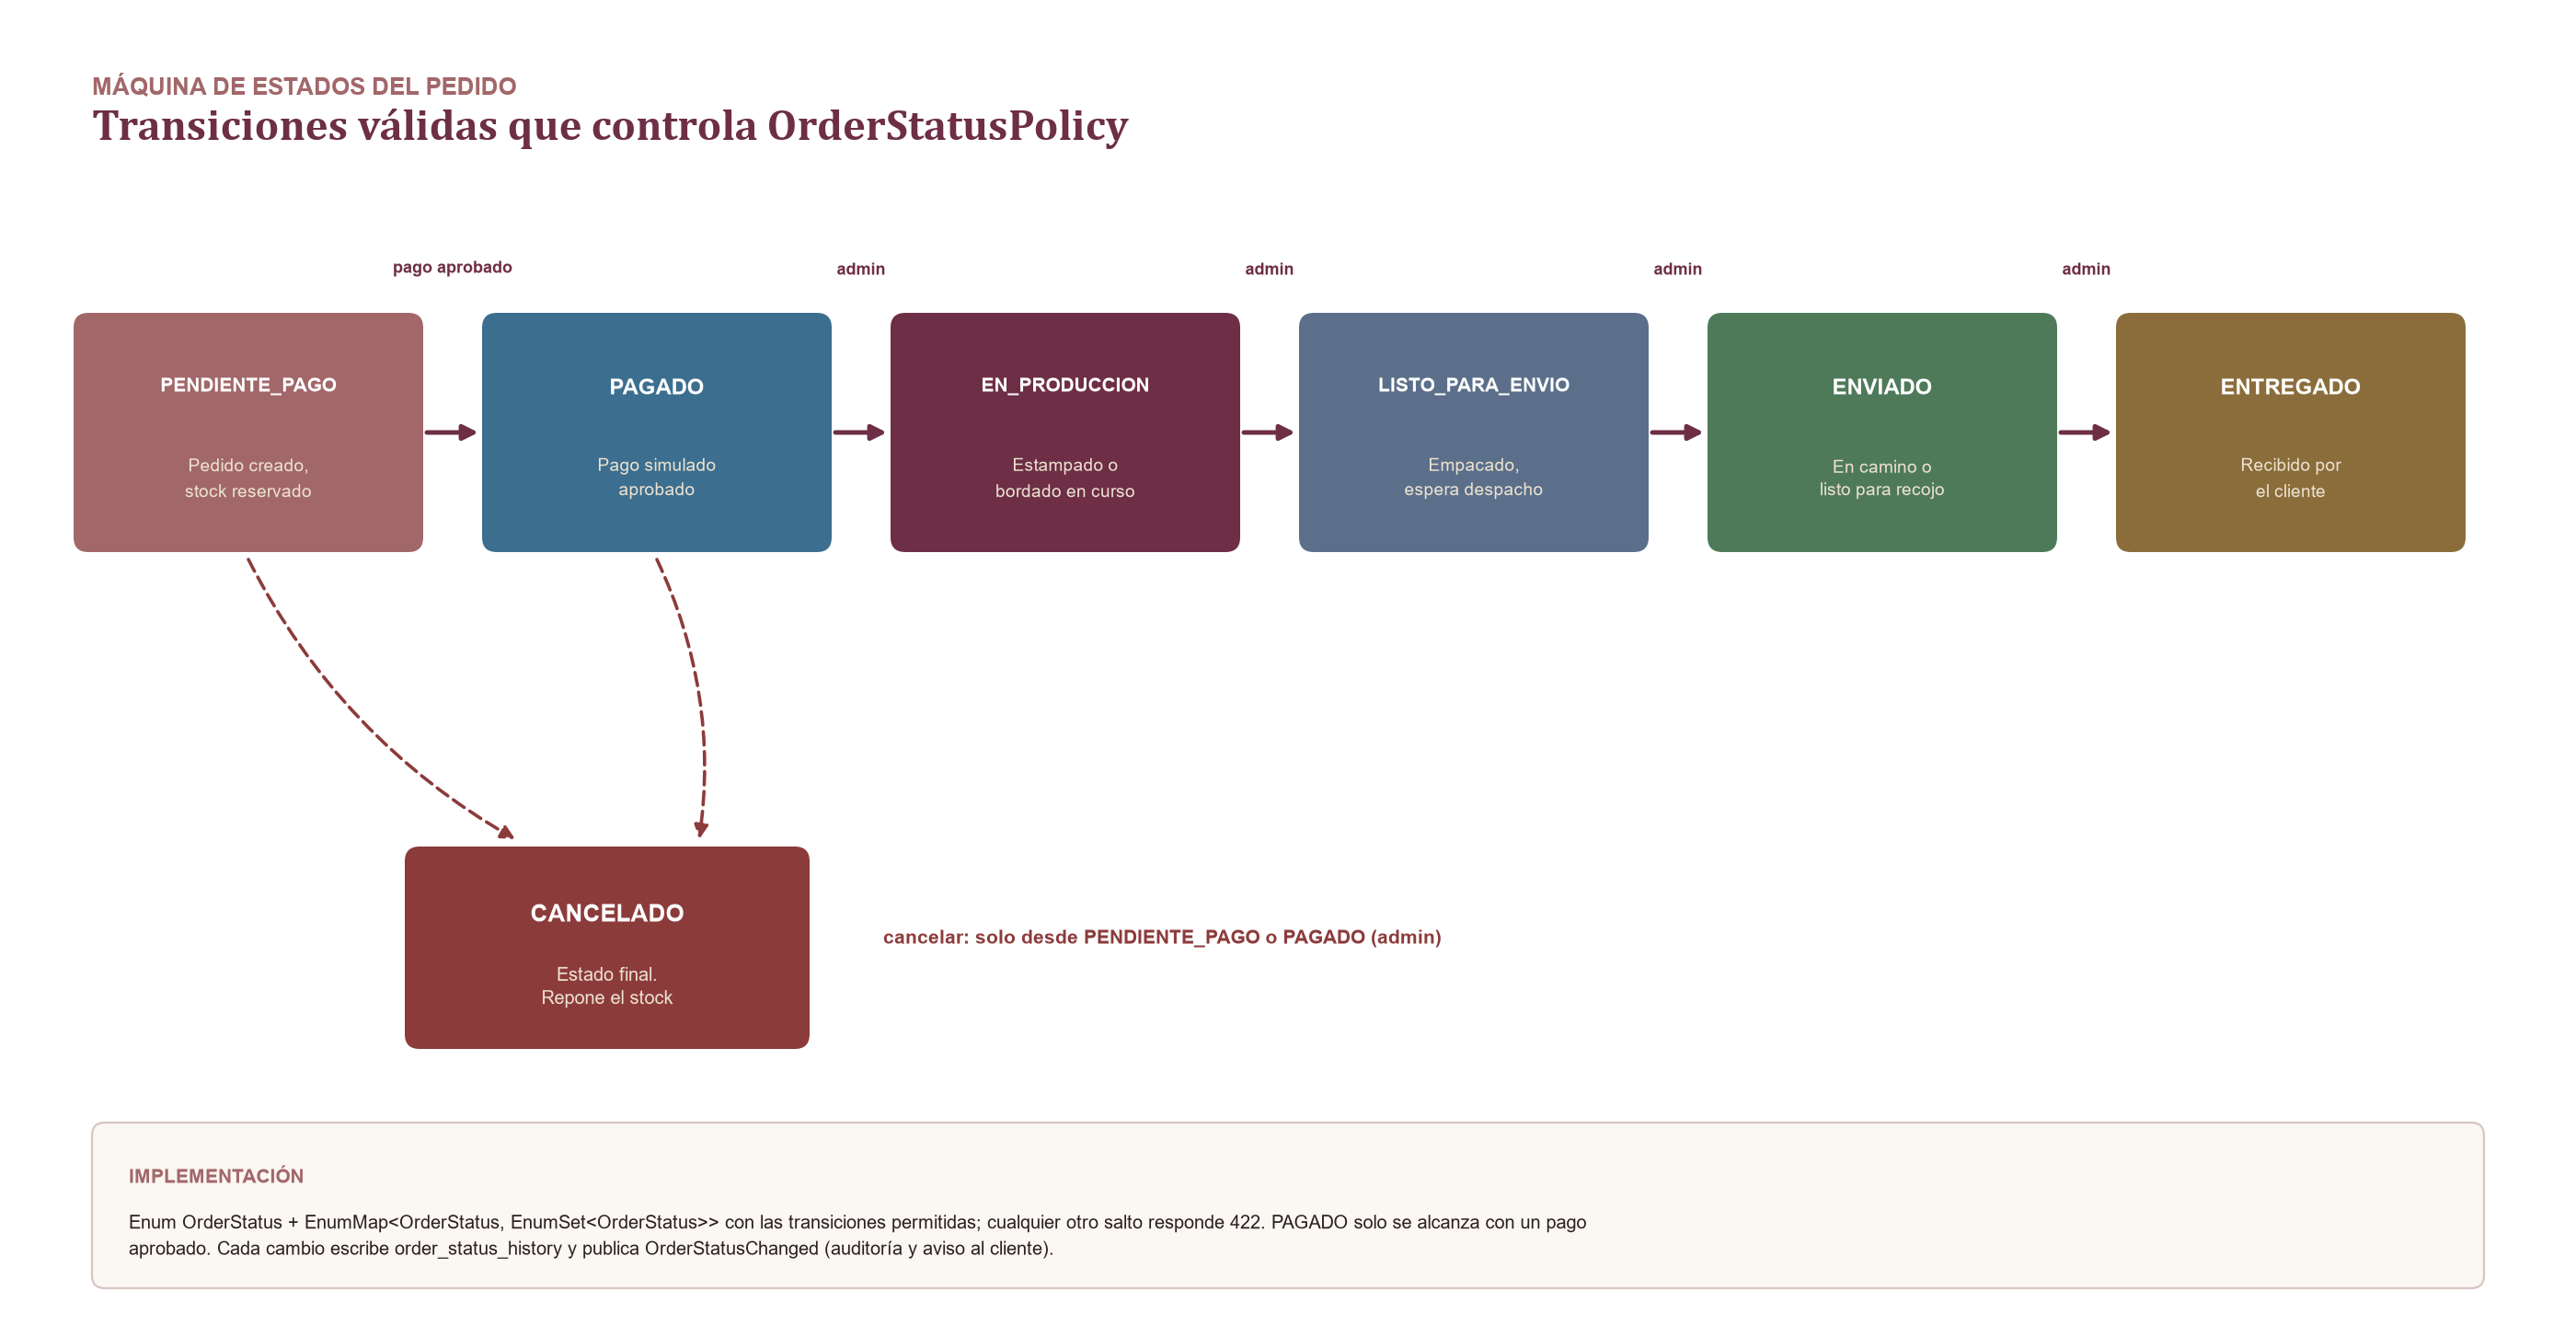 MÁQUINA DE ESTADOS DEL PEDIDO
Transiciones válidas que controla OrderStatusPolicy
pago aprobado
admin
admin
admin
admin
PENDIENTE_PAGO
Pedido creado,
stock reservado
PAGADO
Pago simulado
aprobado
EN_PRODUCCION
Estampado o
bordado en curso
LISTO_PARA_ENVIO
Empacado,
espera despacho
ENVIADO
En camino o
listo para recojo
ENTREGADO
Recibido por
el cliente
CANCELADO
Estado final.
Repone el stock
cancelar: solo desde PENDIENTE_PAGO o PAGADO (admin)
IMPLEMENTACIÓN
Enum OrderStatus + EnumMap<OrderStatus, EnumSet<OrderStatus>> con las transiciones permitidas; cualquier otro salto responde 422. PAGADO solo se alcanza con un pago
aprobado. Cada cambio escribe order_status_history y publica OrderStatusChanged (auditoría y aviso al cliente).